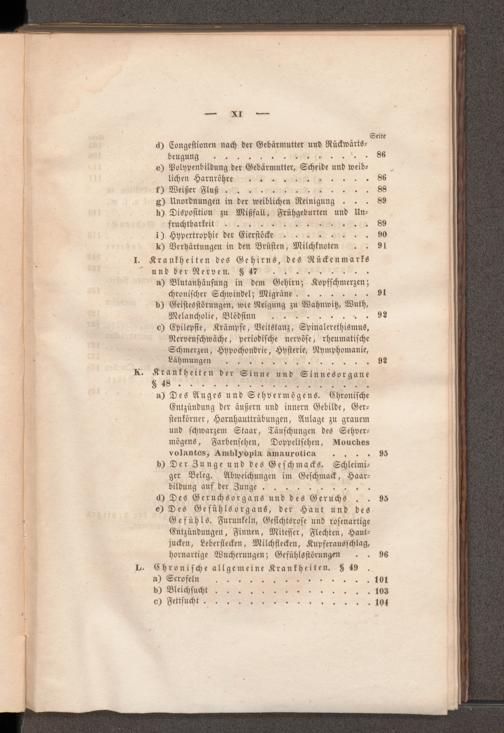 — XI —
Seite
d) Congestionen nach der Gebärmutter und Rückwärts-
beugung . . . . . . . . . . . . . 86
e) Polypenbildung der Gebärmutter, Scheide und weib-
lichen Harnröhre . . . . . . . . . . 86
f) Weißer Fluß . . . . . . . . . . . . 88
g) Unordnungen in der weiblichen Reinigung . . . 89
h) Disposition zu Mißfall, Frühgeburten und Un-
fruchtbarkeit . . . . . . . . . . . . 89
i) Hypertrophie der Eierstöcke . . . . . . . . 90
k) Verhärtungen in den Brüsten, Milchknoten . . 91
I. Krankheiten des Gehirns, des Rückenmarks
und der Nerven. § 47 . . . . . . . . .
a) Blutanhäufung in dem Gehirn; Kopfschmerzen;
chronischer Schwindel; Migräne . . . . . . 91
b) Geistesstörungen, wie Neigung zu Wahnwitz, Wuth,
Melancholie, Blödsinn . . . . . . . . 92
c) Epilepsie, Krämpfe, Veitstanz, Spinalerethismus,
Nervenschwäche, periodische nervöse, rheumatische
Schmerzen, Hypochondrie, Hysterie, Nymphomanie,
Lähmungen . . . . . . . . . . . . 92
K. Krankheiten der Sinne und Sinnesorgane
§ 48 . . . . . . . . . . . . . . . .
a) Des Auges und Sehvermögens. Chronische
Entzündung der äußern und innern Gebilde, Ger-
stenkörner, Hornhauttrübungen, Anlage zu grauem
und schwarzem Staar, Täuschungen des Sehver-
mögens, Farbensehen, Doppeltsehen, Mouches
volantes, Amblyopia amaurotica . . . . 95
b) Der Zunge und des Geschmacks. Schleimi-
ger Beleg. Abweichungen im Geschmack, Haar-
bildung auf der Zunge . . . . . . . . .
d) Des Geruchsorgans und des Geruchs . . 95
e) Des Gefühlsorgans, der Haut und des
Gefühls. Furunkeln, Gesichtsrose und rosenartige
Entzündungen, Finnen, Mitesser, Flechten, Haut-
jucken, Leberflecken, Milchflecken, Kupferausschlag,
hornartige Wucherungen; Gefühlsstörungen . . 96
L. Chronische allgemeine Krankheiten. § 49 .
a) Scrofeln . . . . . . . . . . . . . 101
b) Bleichsucht . . . . . . . . . . . . 103
c) Fettsucht . . . . . . . . . . . . . 104